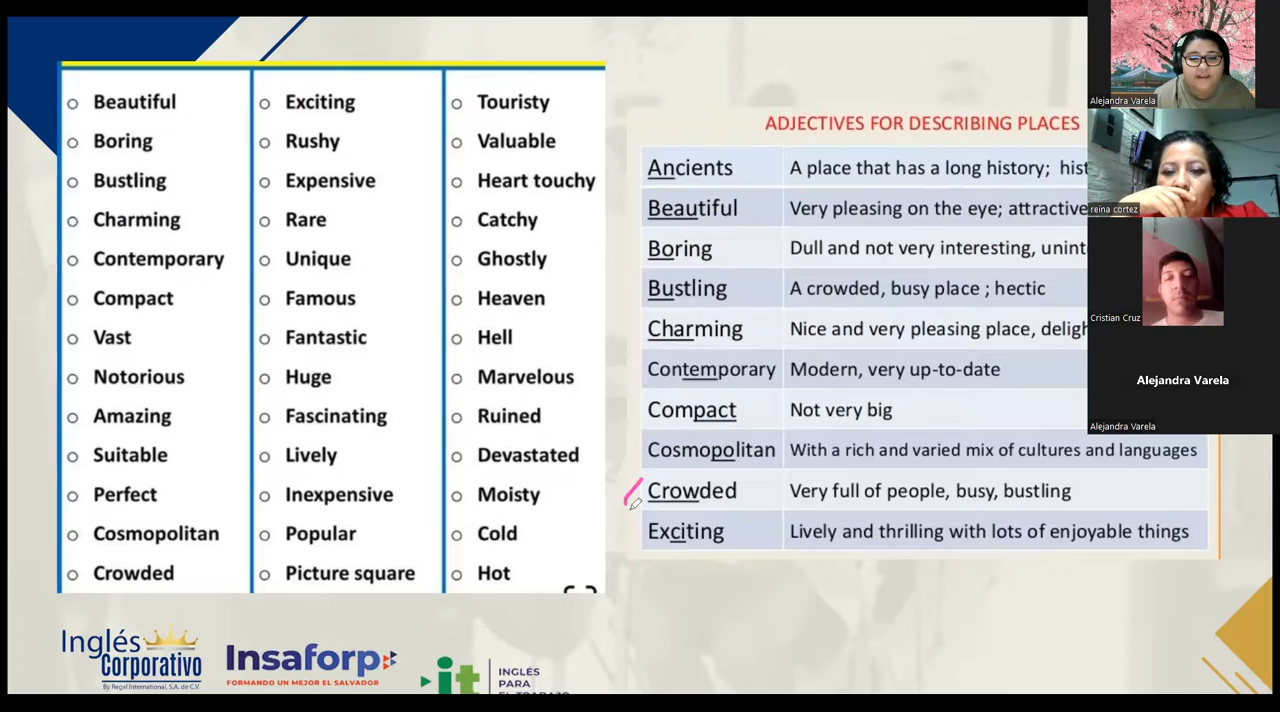 Beautiful
Boring
Bustling
Charming
Contemporary
Compact
Vast
Notorious
Amazing
Suitable
Perfect
Cosmopolitan
Crowded
Exciting
Rushy
Expensive
Rare
Unique
Famous
Fantastic
Huge
Fascinating
Lively
Inexpensive
Popular
Picture square
Touristy
Valuable
Heart touchy
Catchy
Ghostly
Heaven
Hell
Marvelous
Ruined
Devastated
Moisty
Cold
Hot
ADJECTIVES FOR DESCRIBING PLACES
Ancients A place that has a long history; hist
Beautiful Very pleasing on the eye; attractive
Boring Dull and not very interesting, unint
Bustling A crowded, busy place ; hectic
Charming Nice and very pleasing place, deligh
Contemporary Modern, very up-to-date
Compact Not very big
Cosmopolitan With a rich and varied mix of cultures and languages
Crowded Very full of people, busy, bustling
Exciting Lively and thrilling with lots of enjoyable things
Alejandra Varela
reina cortez
Cristian Cruz
Alejandra Varela
Alejandra Varela
Inglés
Corporativo
By Regal International, S.A. de C.V.
Insaforp
FORMANDO UN MEJOR EL SALVADOR
it
INGLÉS
PARA
EL TRABAJO